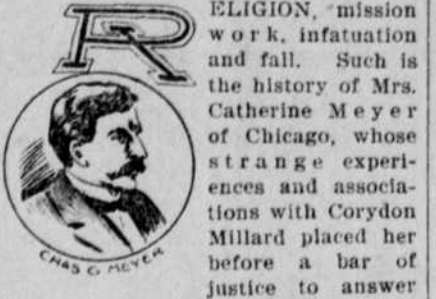 RELIGION, mission
work, infatuation
and fall. Such is
the history of Mrs.
Catherine Meyer
of Chicago, whose
strange experi-
ences and associa-
tions with Corydon
Millard placed her
before a bar of
justice to answer
CHAS G MEYER